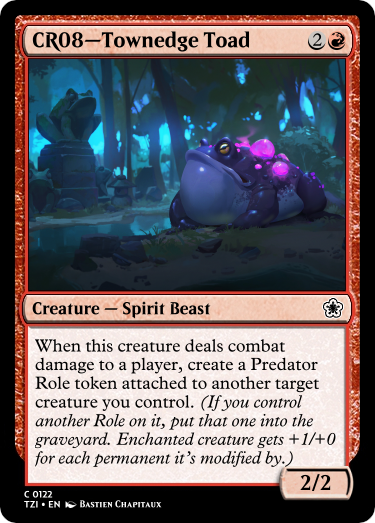 CR08—Townedge Toad 2
Creature — Spirit Beast
When this creature deals combat
damage to a player, create a Predator
Role token attached to another target
creature you control. (If you control
another Role on it, put that one into the
graveyard. Enchanted creature gets +1/+0
for each permanent it's modified by.)
2/2
C 0122
TZI • EN Bastien Chapitaux